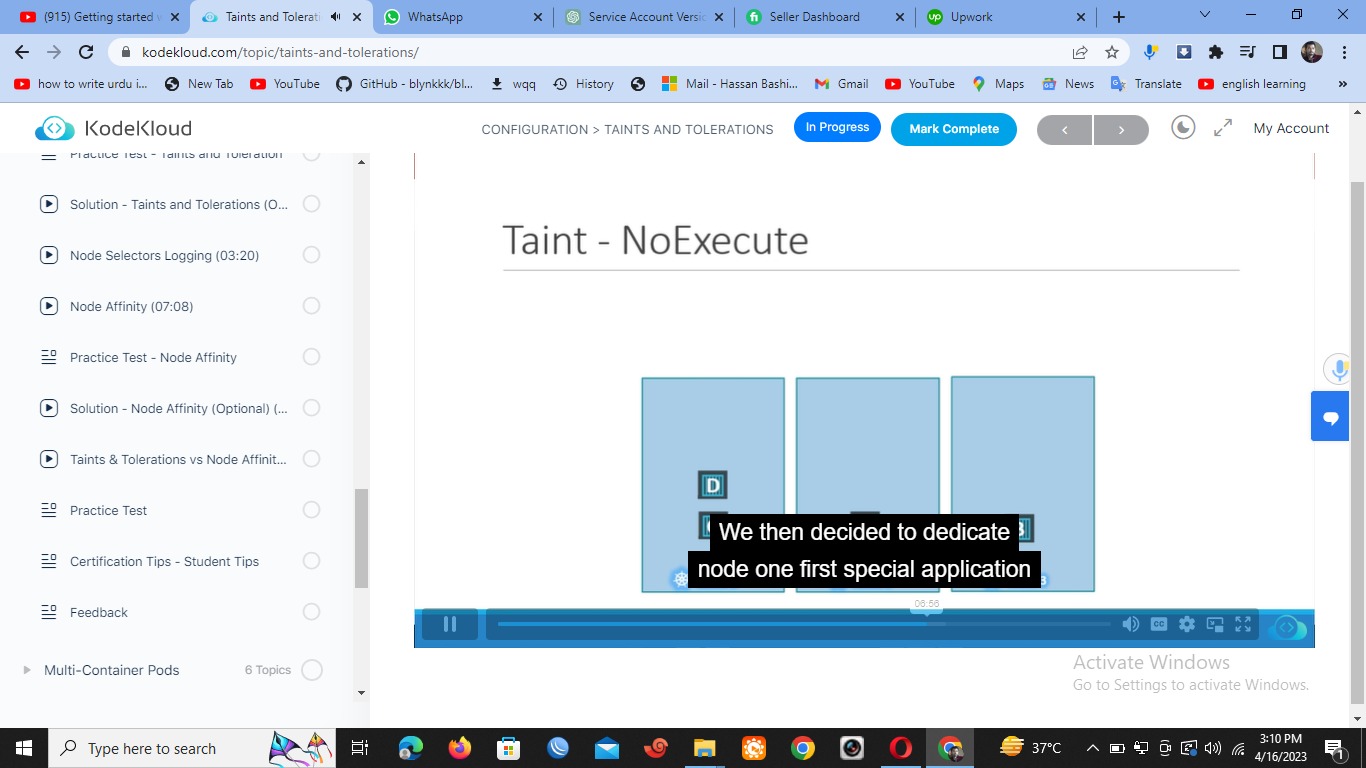 (915) Getting started w
Taints and Tolerati
WhatsApp
Service Account Versio
Seller Dashboard
Upwork
kodekloud.com/topic/taints-and-tolerations/
how to write urdu i...
New Tab
YouTube
GitHub - blynkkk/bl...
wqq
History
Mail - Hassan Bashi...
Gmail
YouTube
Maps
News
Translate
english learning
»
KodeKloud
CONFIGURATION > TAINTS AND TOLERATIONS
In Progress
Mark Complete
<
>
My Account
Practice Test - Taints and Toleration
Solution - Taints and Tolerations (O...
Node Selectors Logging (03:20)
Node Affinity (07:08)
Practice Test - Node Affinity
Solution - Node Affinity (Optional) (...
Taints & Tolerations vs Node Affinit...
Practice Test
Certification Tips - Student Tips
Feedback
Multi-Container Pods
6 Topics
Taint - NoExecute
D
We then decided to dedicate
node one first special application
06:56
CC
Activate Windows
Go to Settings to activate Windows.
Type here to search
37°C
3:10 PM
4/16/2023
1